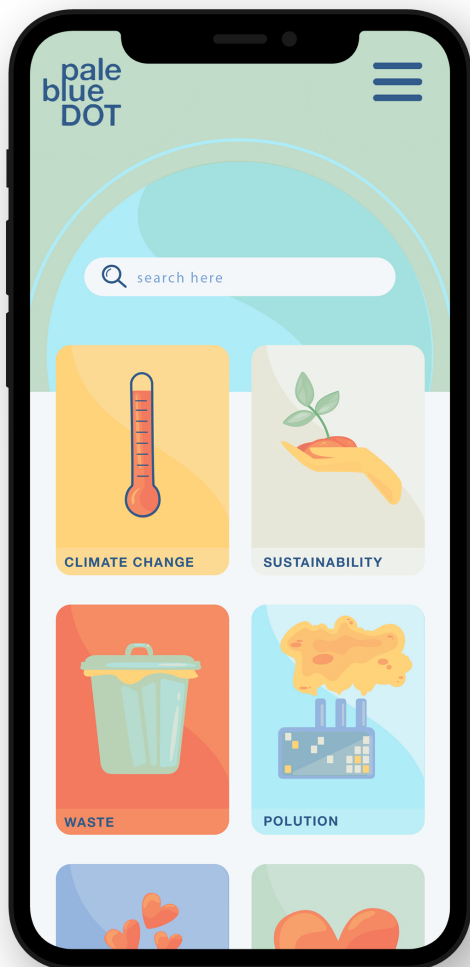 pale
blue
DOT
search here
CLIMATE CHANGE
SUSTAINABILITY
WASTE
POLUTION